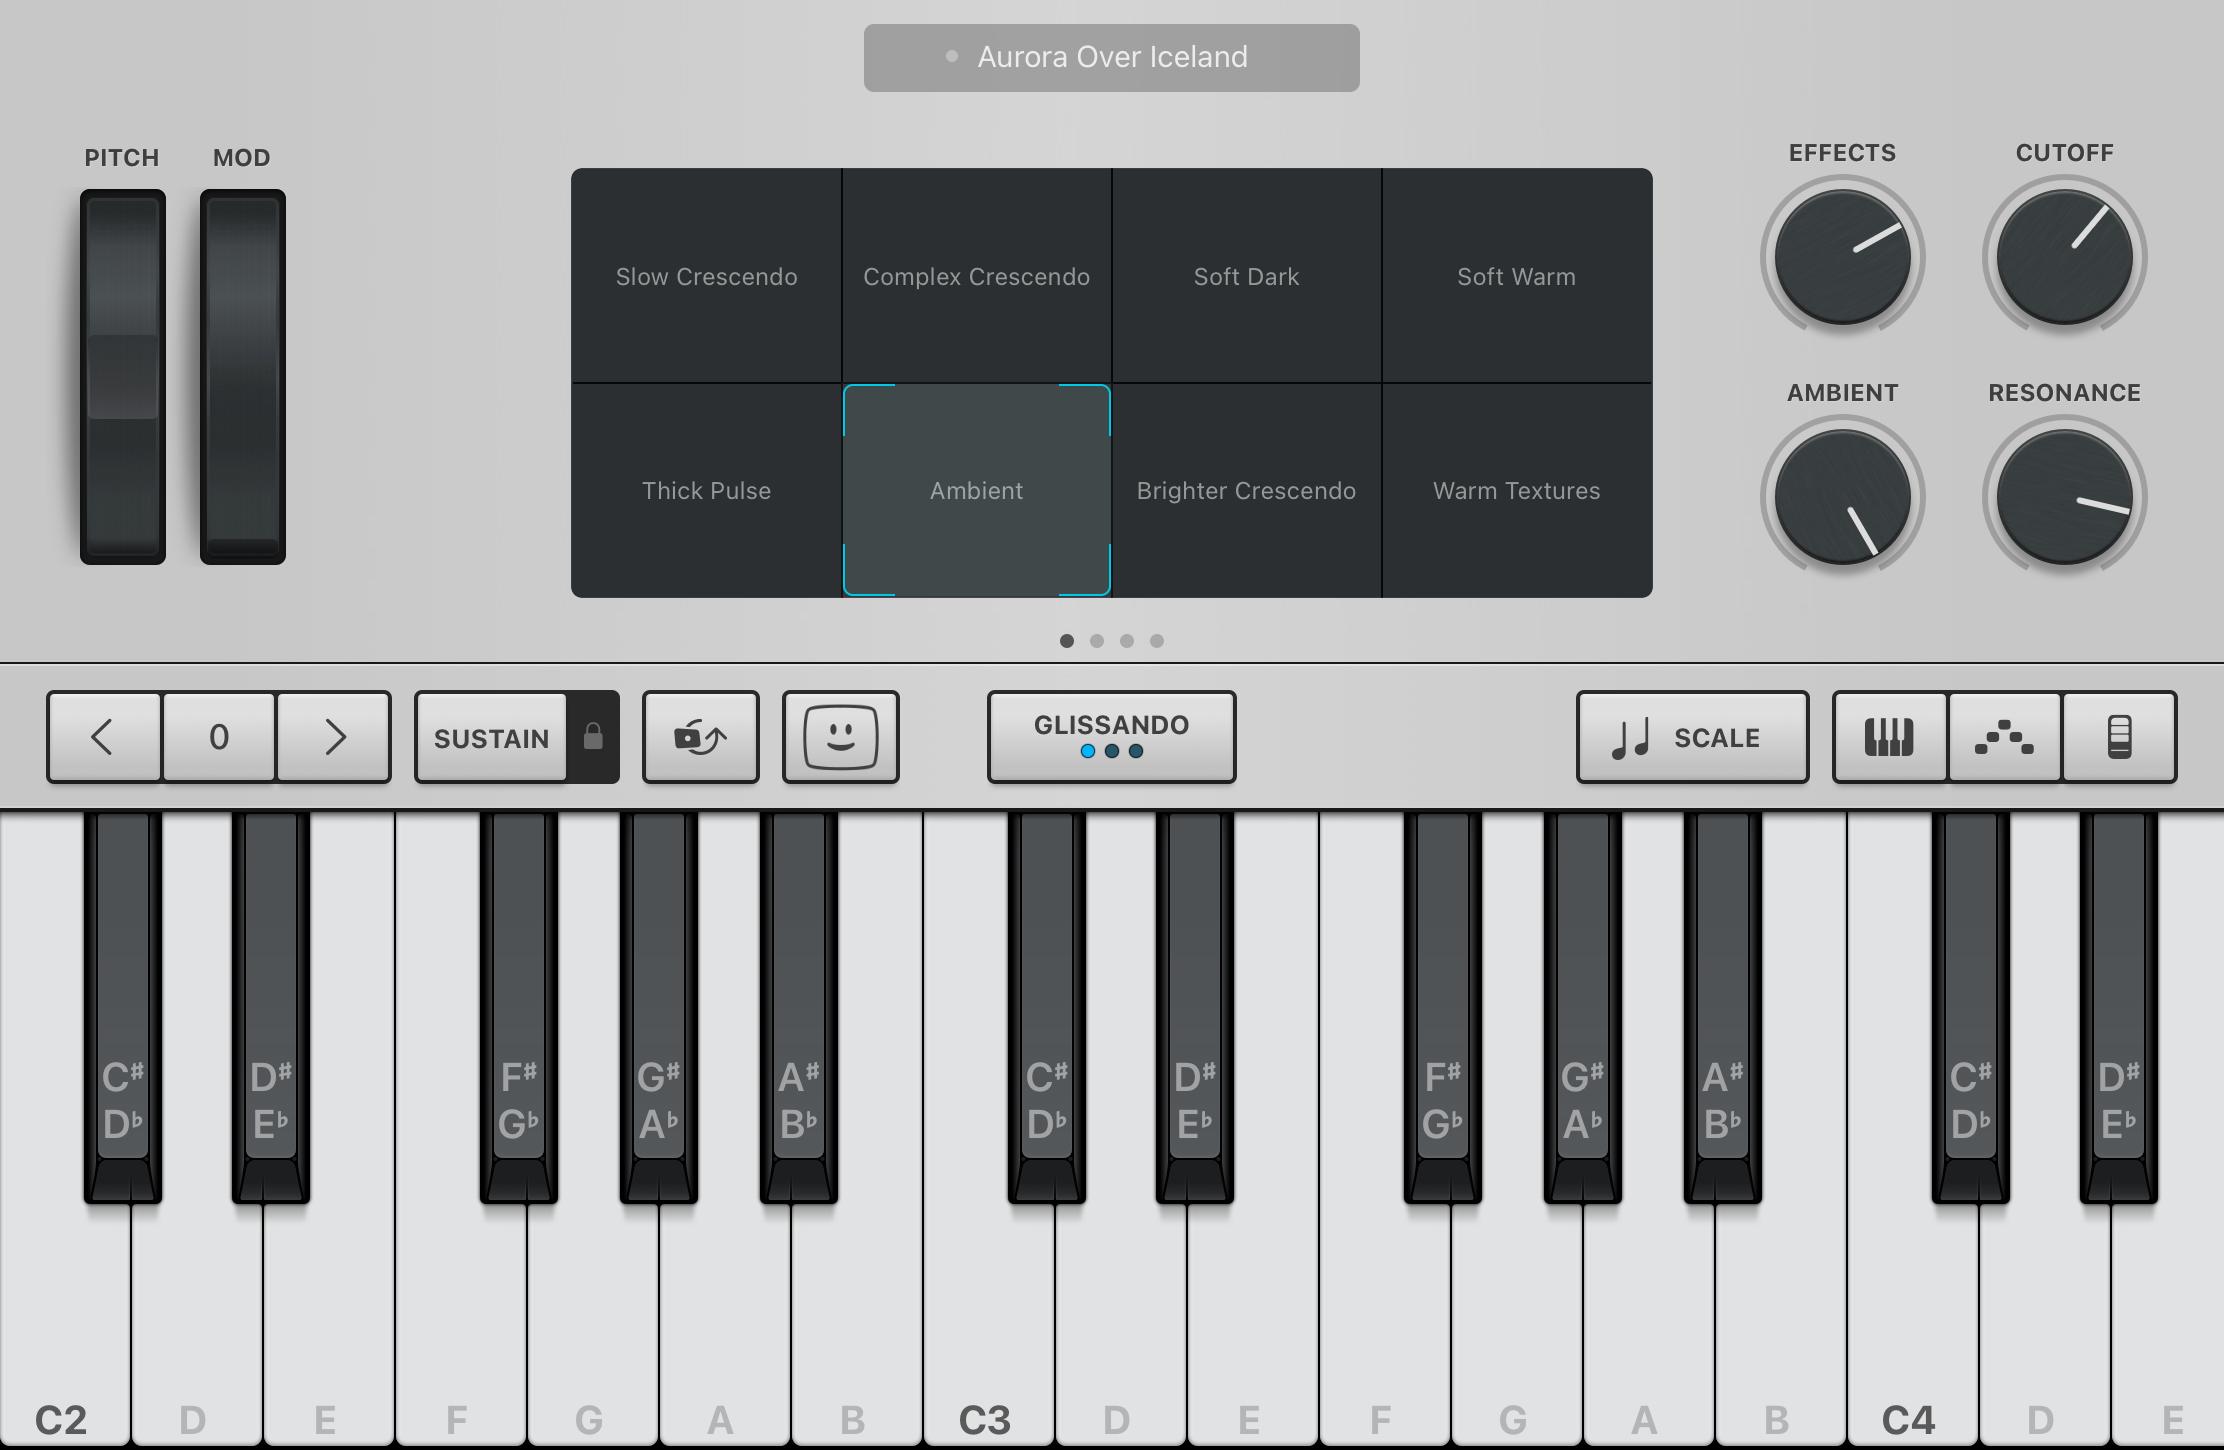 Aurora Over Iceland
PITCH
MOD
EFFECTS
CUTOFF
Slow Crescendo
Complex Crescendo
Soft Dark
Soft Warm
AMBIENT
RESONANCE
Thick Pulse
Ambient
Brighter Crescendo
Warm Textures
0
SUSTAIN
GLISSANDO
SCALE
C♯
D♭
D♯
E♭
F♯
G♭
G♯
A♭
A♯
B♭
C♯
D♭
D♯
E♭
F♯
G♭
G♯
A♭
A♯
B♭
C♯
D♭
D♯
E♭
C2
D
E
F
G
A
B
C3
D
E
F
G
A
B
C4
D
E